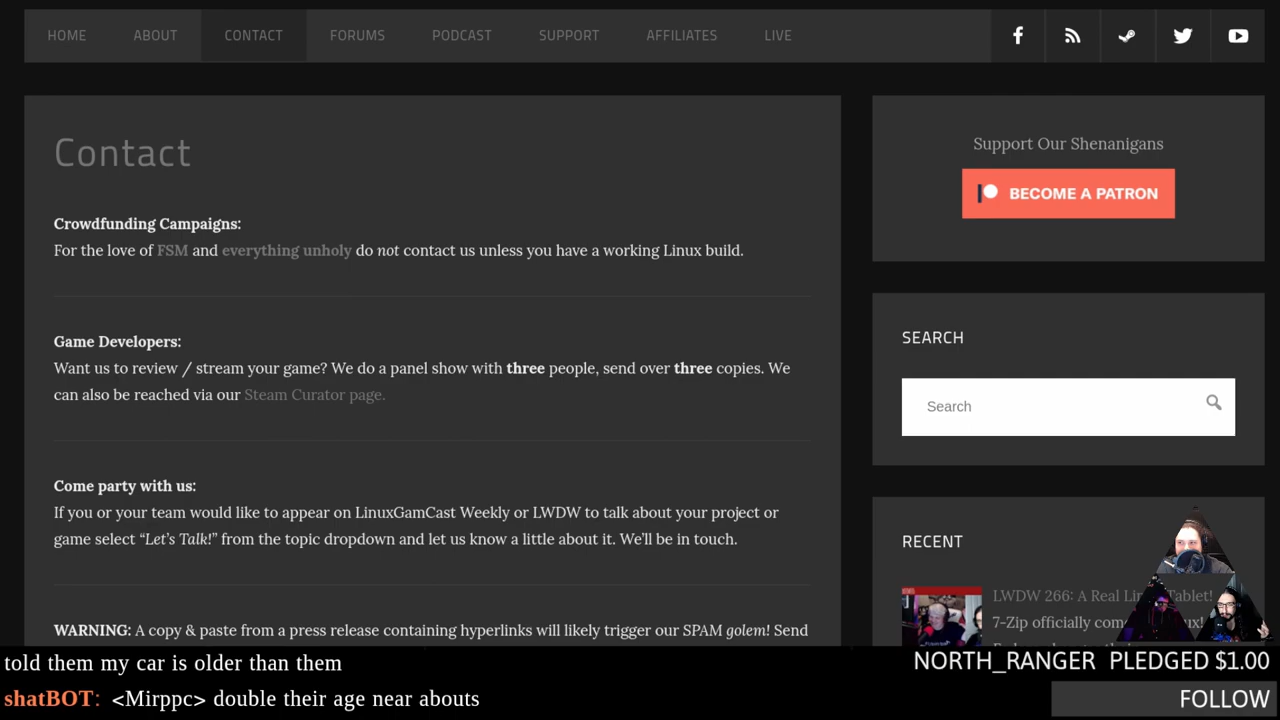 HOME ABOUT CONTACT FORUMS PODCAST SUPPORT AFFILIATES LIVE
Contact
Crowdfunding Campaigns:
For the love of FSM and everything unholy do not contact us unless you have a working Linux build.
Game Developers:
Want us to review / stream your game? We do a panel show with three people, send over three copies. We
can also be reached via our Steam Curator page.
Come party with us:
If you or your team would like to appear on LinuxGamCast Weekly or LWDW to talk about your project or
game select “Let’s Talk!” from the topic dropdown and let us know a little about it. We’ll be in touch.
WARNING: A copy & paste from a press release containing hyperlinks will likely trigger our SPAM golem! Send
Support Our Shenanigans
BECOME A PATRON
SEARCH
Search
RECENT
LWDW 266: A Real Tablet!
7-Zip officially
told them my car is older than them
shatBOT: <Mirppc> double their age near abouts
NORTH_RANGER PLEDGED $1.00
FOLLOW